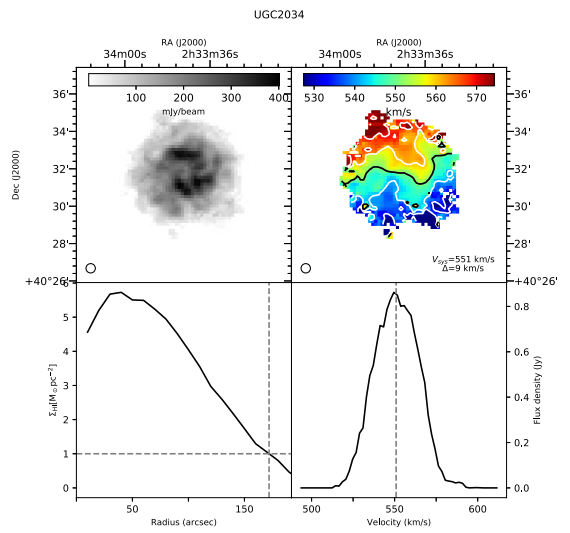 UGC2034
RA (J2000)
34m00s 2h33m36s
RA (J2000)
34m00s 2h33m36s
36'
34'
32'
30'
28'
+40°26'
Dec (J2000)
100 200 300 400
mJy/beam
530 540 550 560 570
km/s
V_sys=551 km/s
Δ=9 km/s
36'
34'
32'
30'
28'
+40°26'
6
5
4
3
2
1
0
Σ_HI[M_⊙pc⁻²]
50 150
Radius (arcsec)
500 550 600
Velocity (km/s)
0.8
0.6
0.4
0.2
0.0
Flux density (Jy)